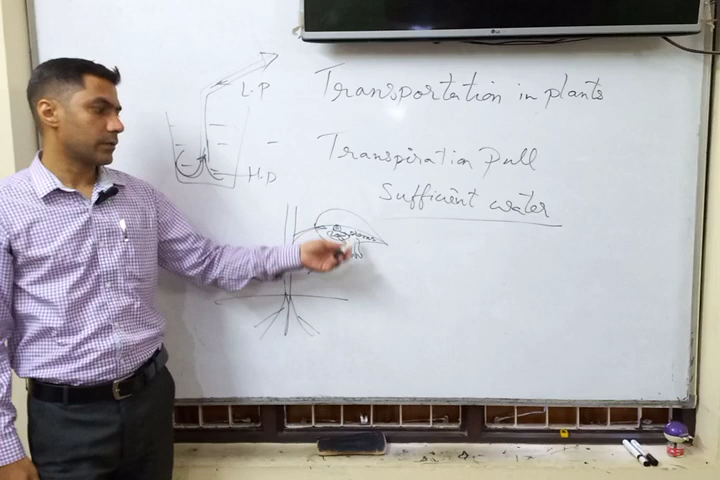 LG
L.P
Transportation in plants
Transpiration Pull
H.P
Sufficient water
stomata